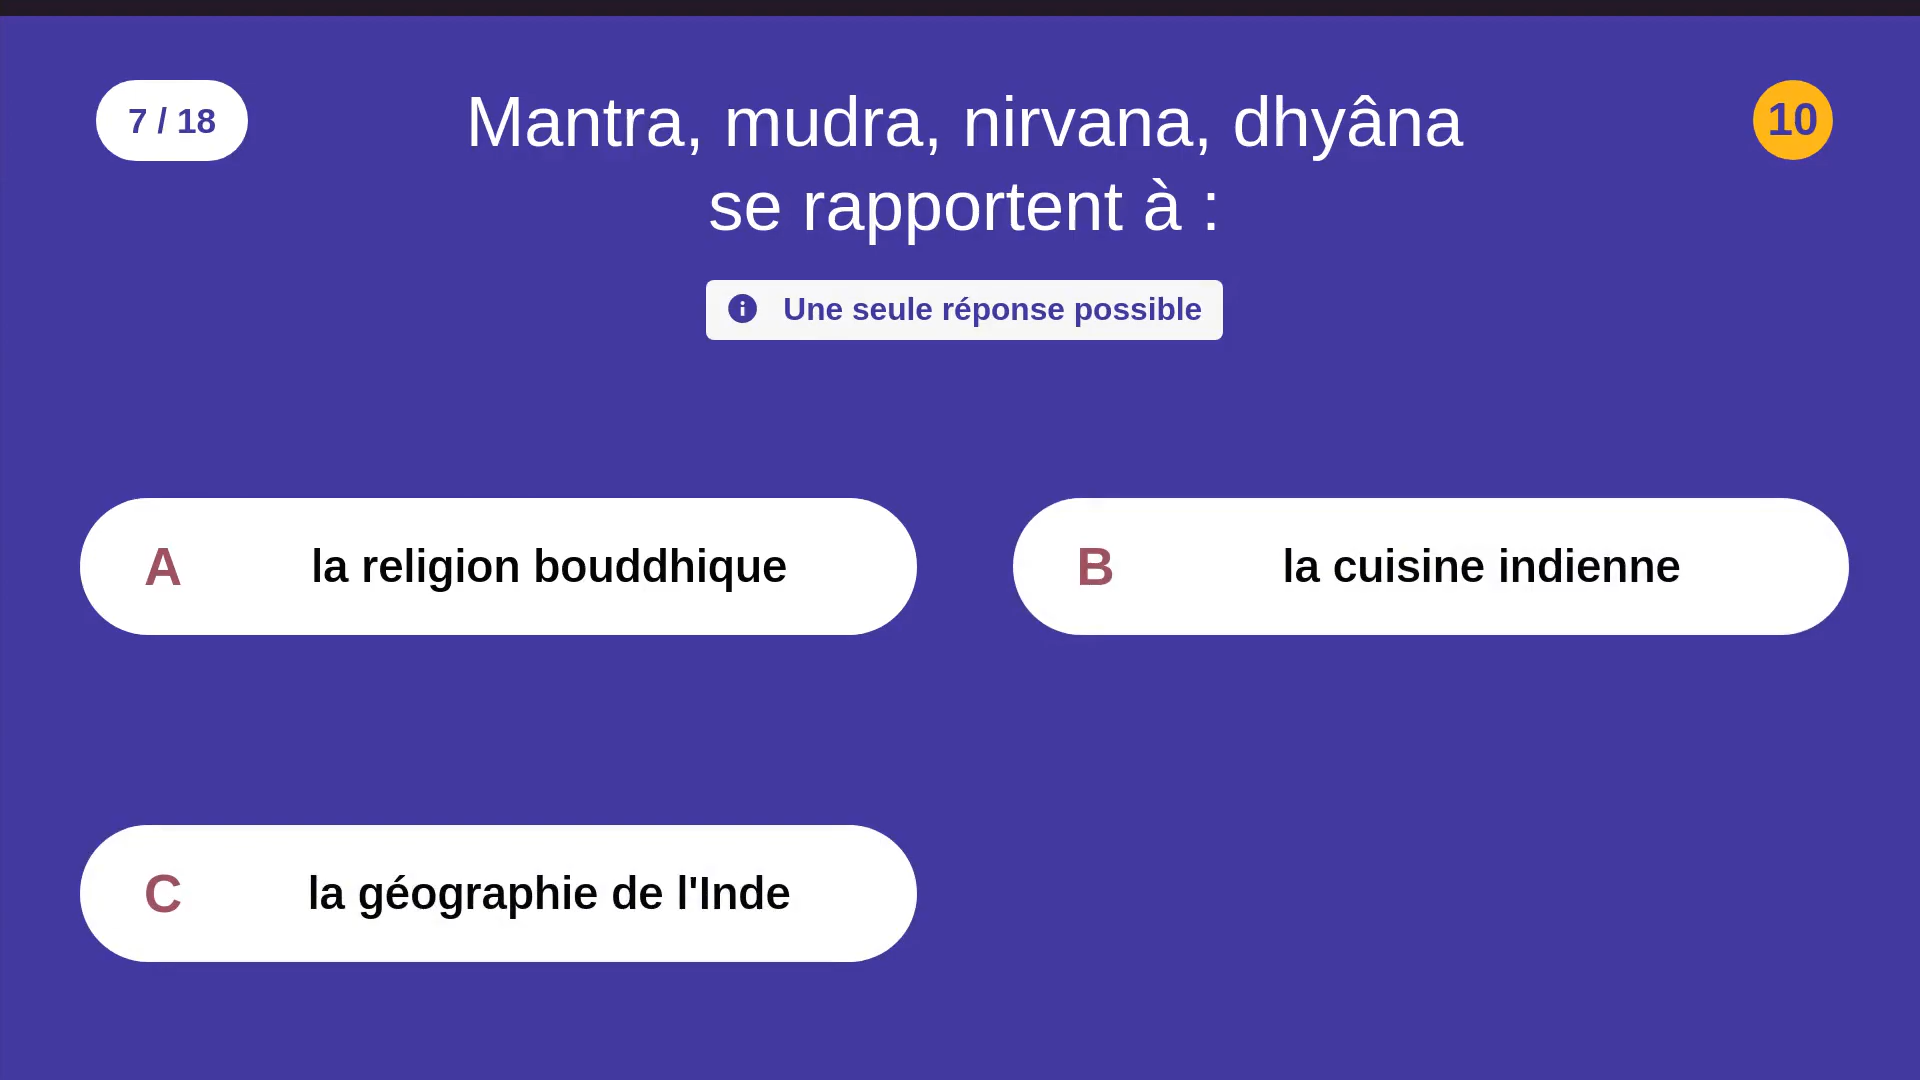 7 / 18
Mantra, mudra, nirvana, dhyâna
se rapportent à :
10
Une seule réponse possible
A la religion bouddhique
B la cuisine indienne
C la géographie de l'Inde